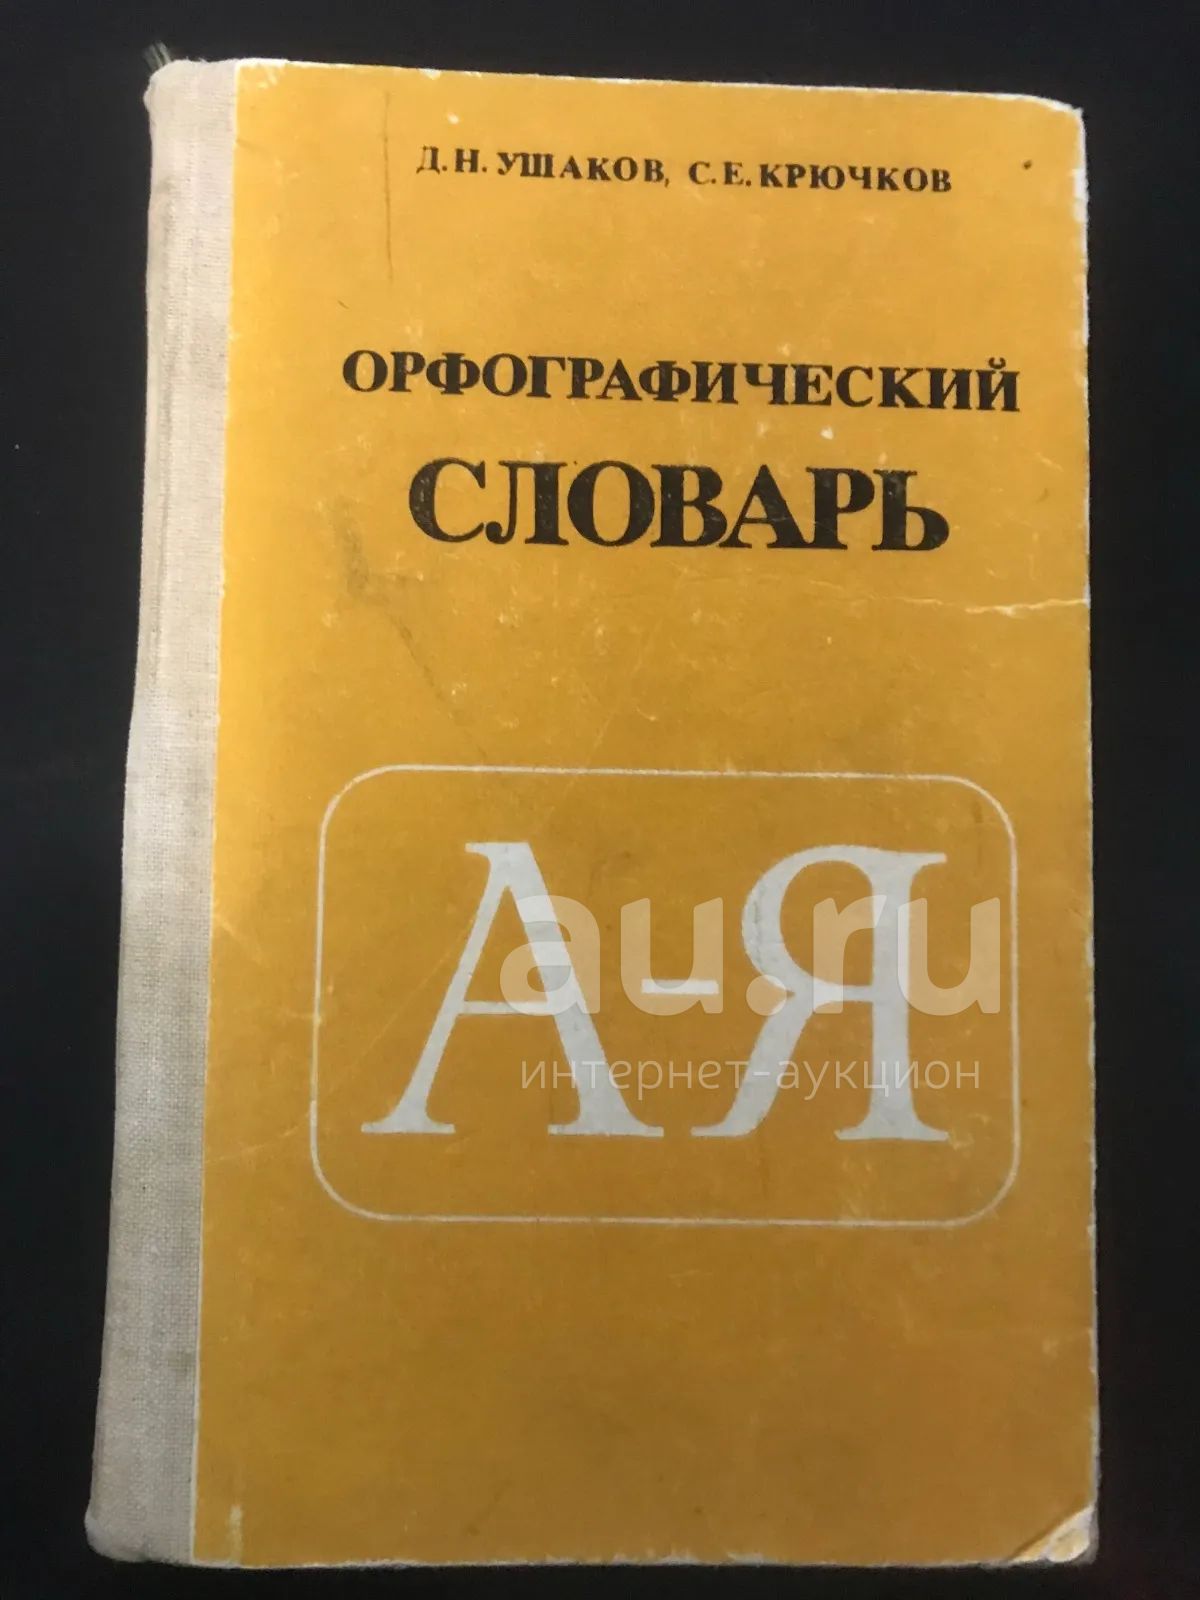 Д.Н.УШАКОВ, С.Е.КРЮЧКОВ
ОРФОГРАФИЧЕСКИЙ
СЛОВАРЬ
А-Я
au.ru
интернет-аукцион